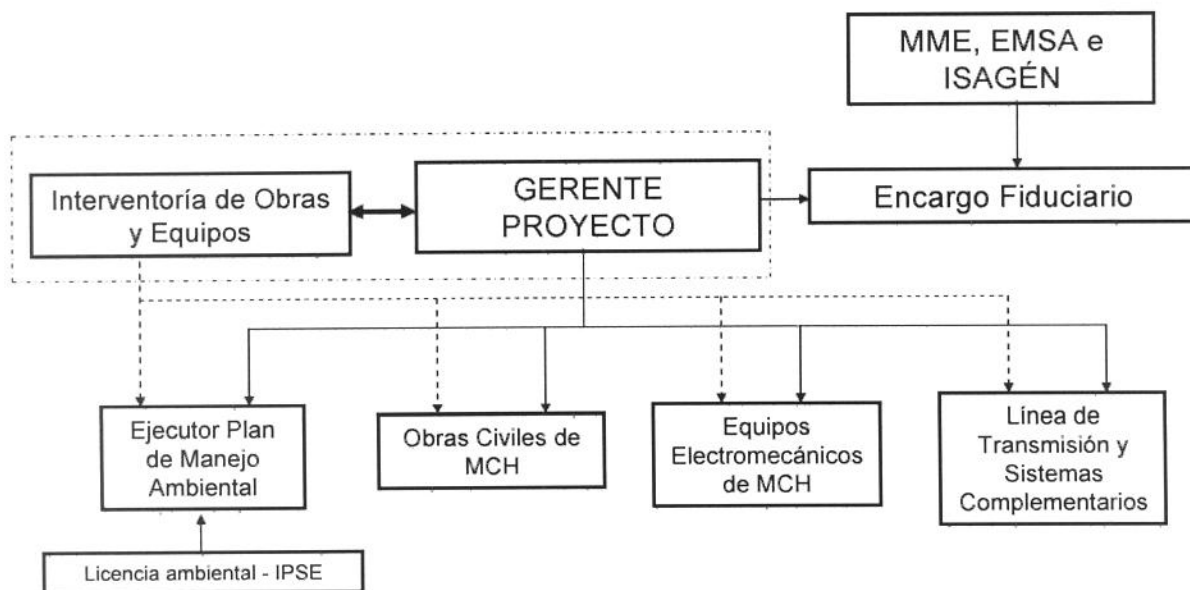 MME, EMSA e
ISAGÉN
Interventoría de Obras
y Equipos
GERENTE
PROYECTO
Encargo Fiduciario
Ejecutor Plan
de Manejo
Ambiental
Obras Civiles de
MCH
Equipos
Electromecánicos
de MCH
Línea de
Transmisión y
Sistemas
Complementarios
Licencia ambiental - IPSE